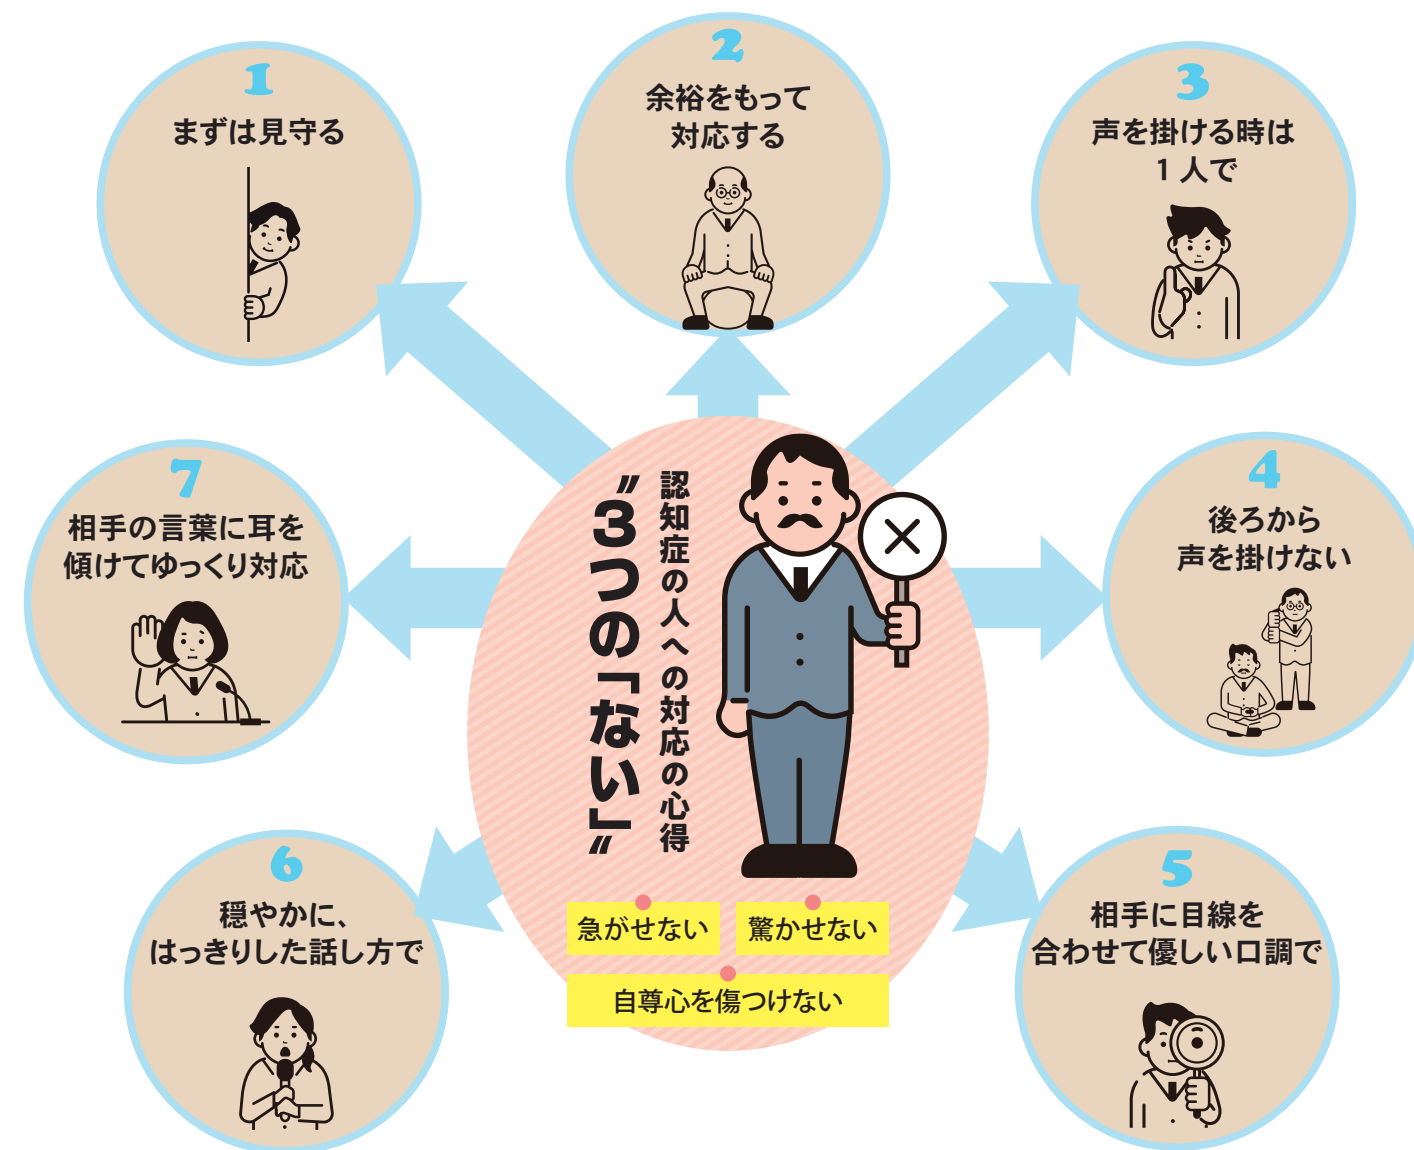 1
まずは見守る
2
余裕をもって
対応する
3
声を掛ける時は
1人で
4
後ろから
声を掛けない
5
相手に目線を
合わせて優しい口調で
6
穏やかに、
はっきりした話し方で
7
相手の言葉に耳を
傾けてゆっくり対応
認知症の人への対応の心得
〝3つの「ない」〟
急がせない
驚かせない
自尊心を傷つけない